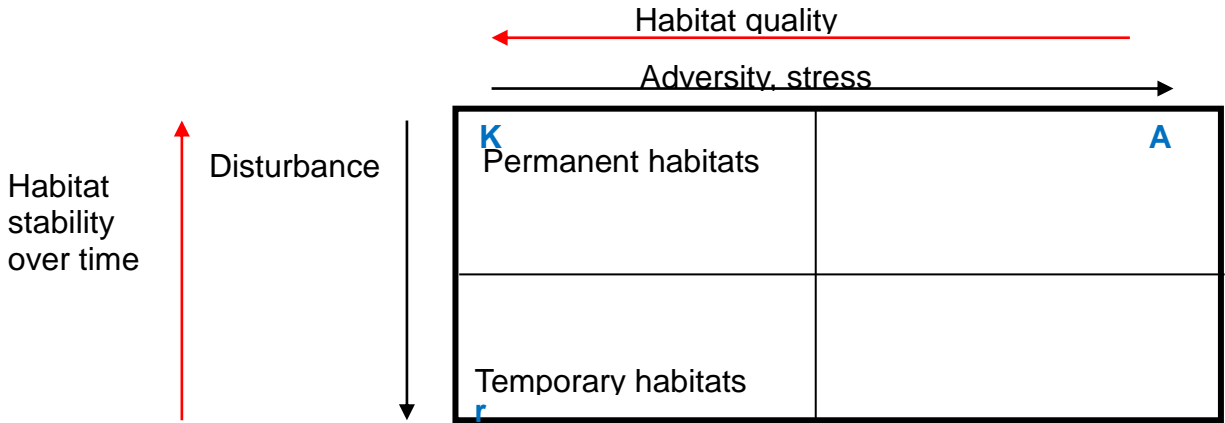 Habitat quality
Adversity, stress
K
A
Permanent habitats
Disturbance
Habitat
stability
over time
Temporary habitats
r